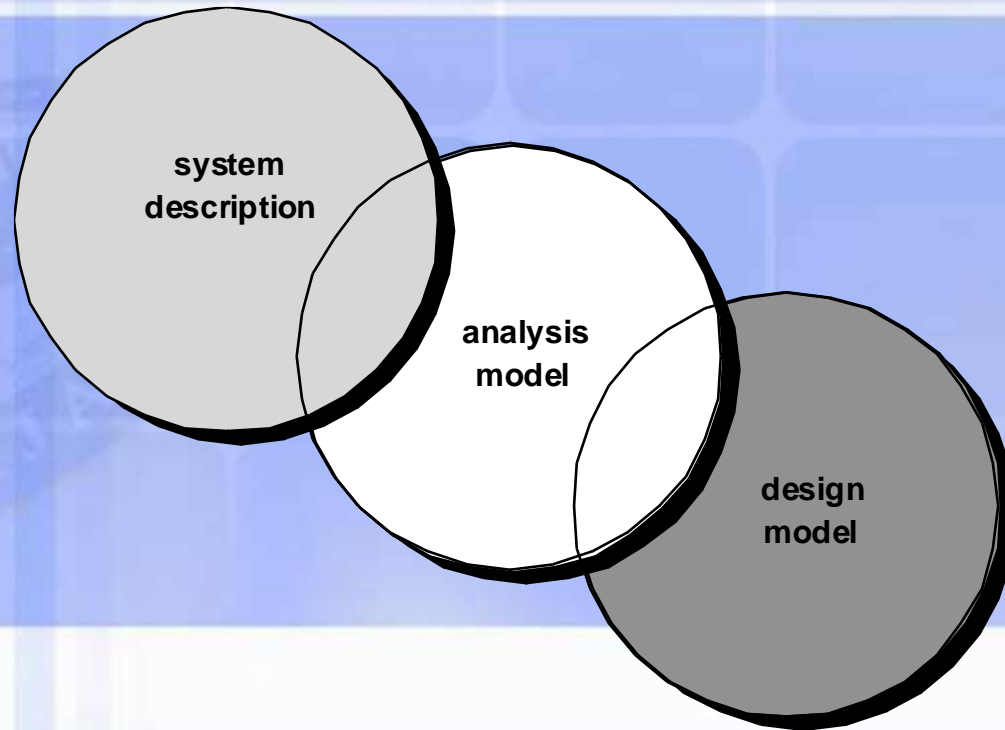 system
description
analysis
model
design
model